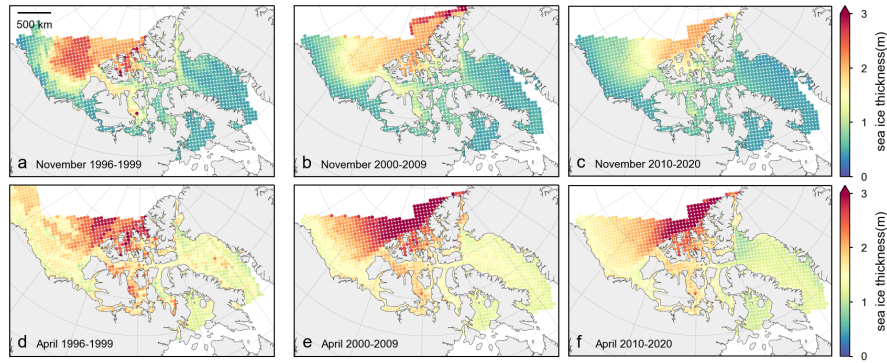 500 km
a November 1996-1999
b November 2000-2009
c November 2010-2020
3
2
1
0
sea ice thickness(m)
d April 1996-1999
e April 2000-2009
f April 2010-2020
3
2
1
0
sea ice thickness(m)